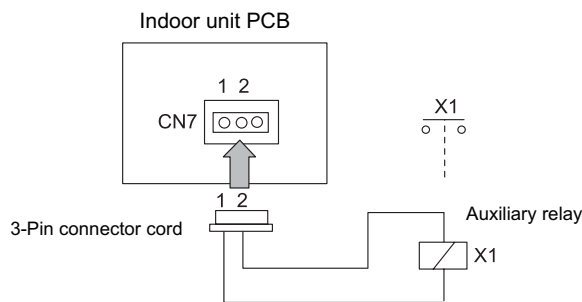 Indoor unit PCB
1 2
CN7
X1
1 2
3-Pin connector cord
Auxiliary relay
X1